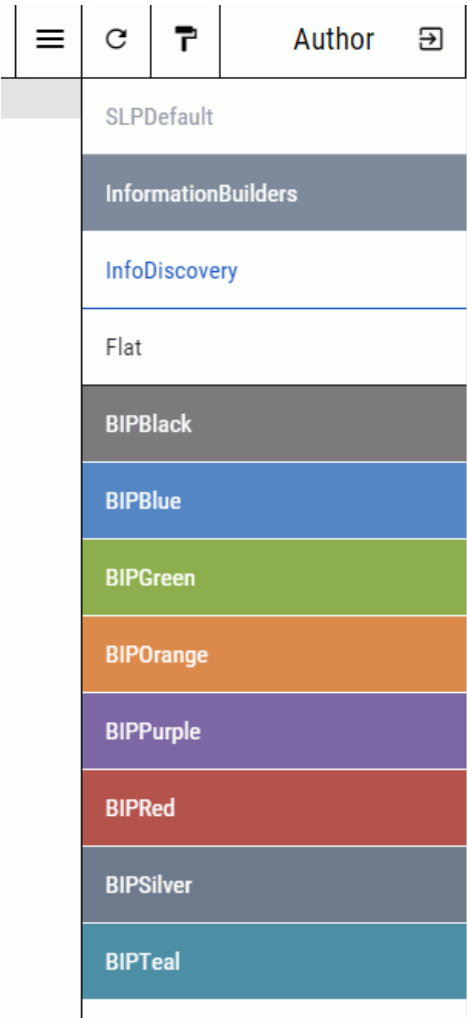 Author
SLPDefault
InformationBuilders
InfoDiscovery
Flat
BIPBlack
BIPBlue
BIPGreen
BIPOrange
BIPPurple
BIPRed
BIPSilver
BIPTeal